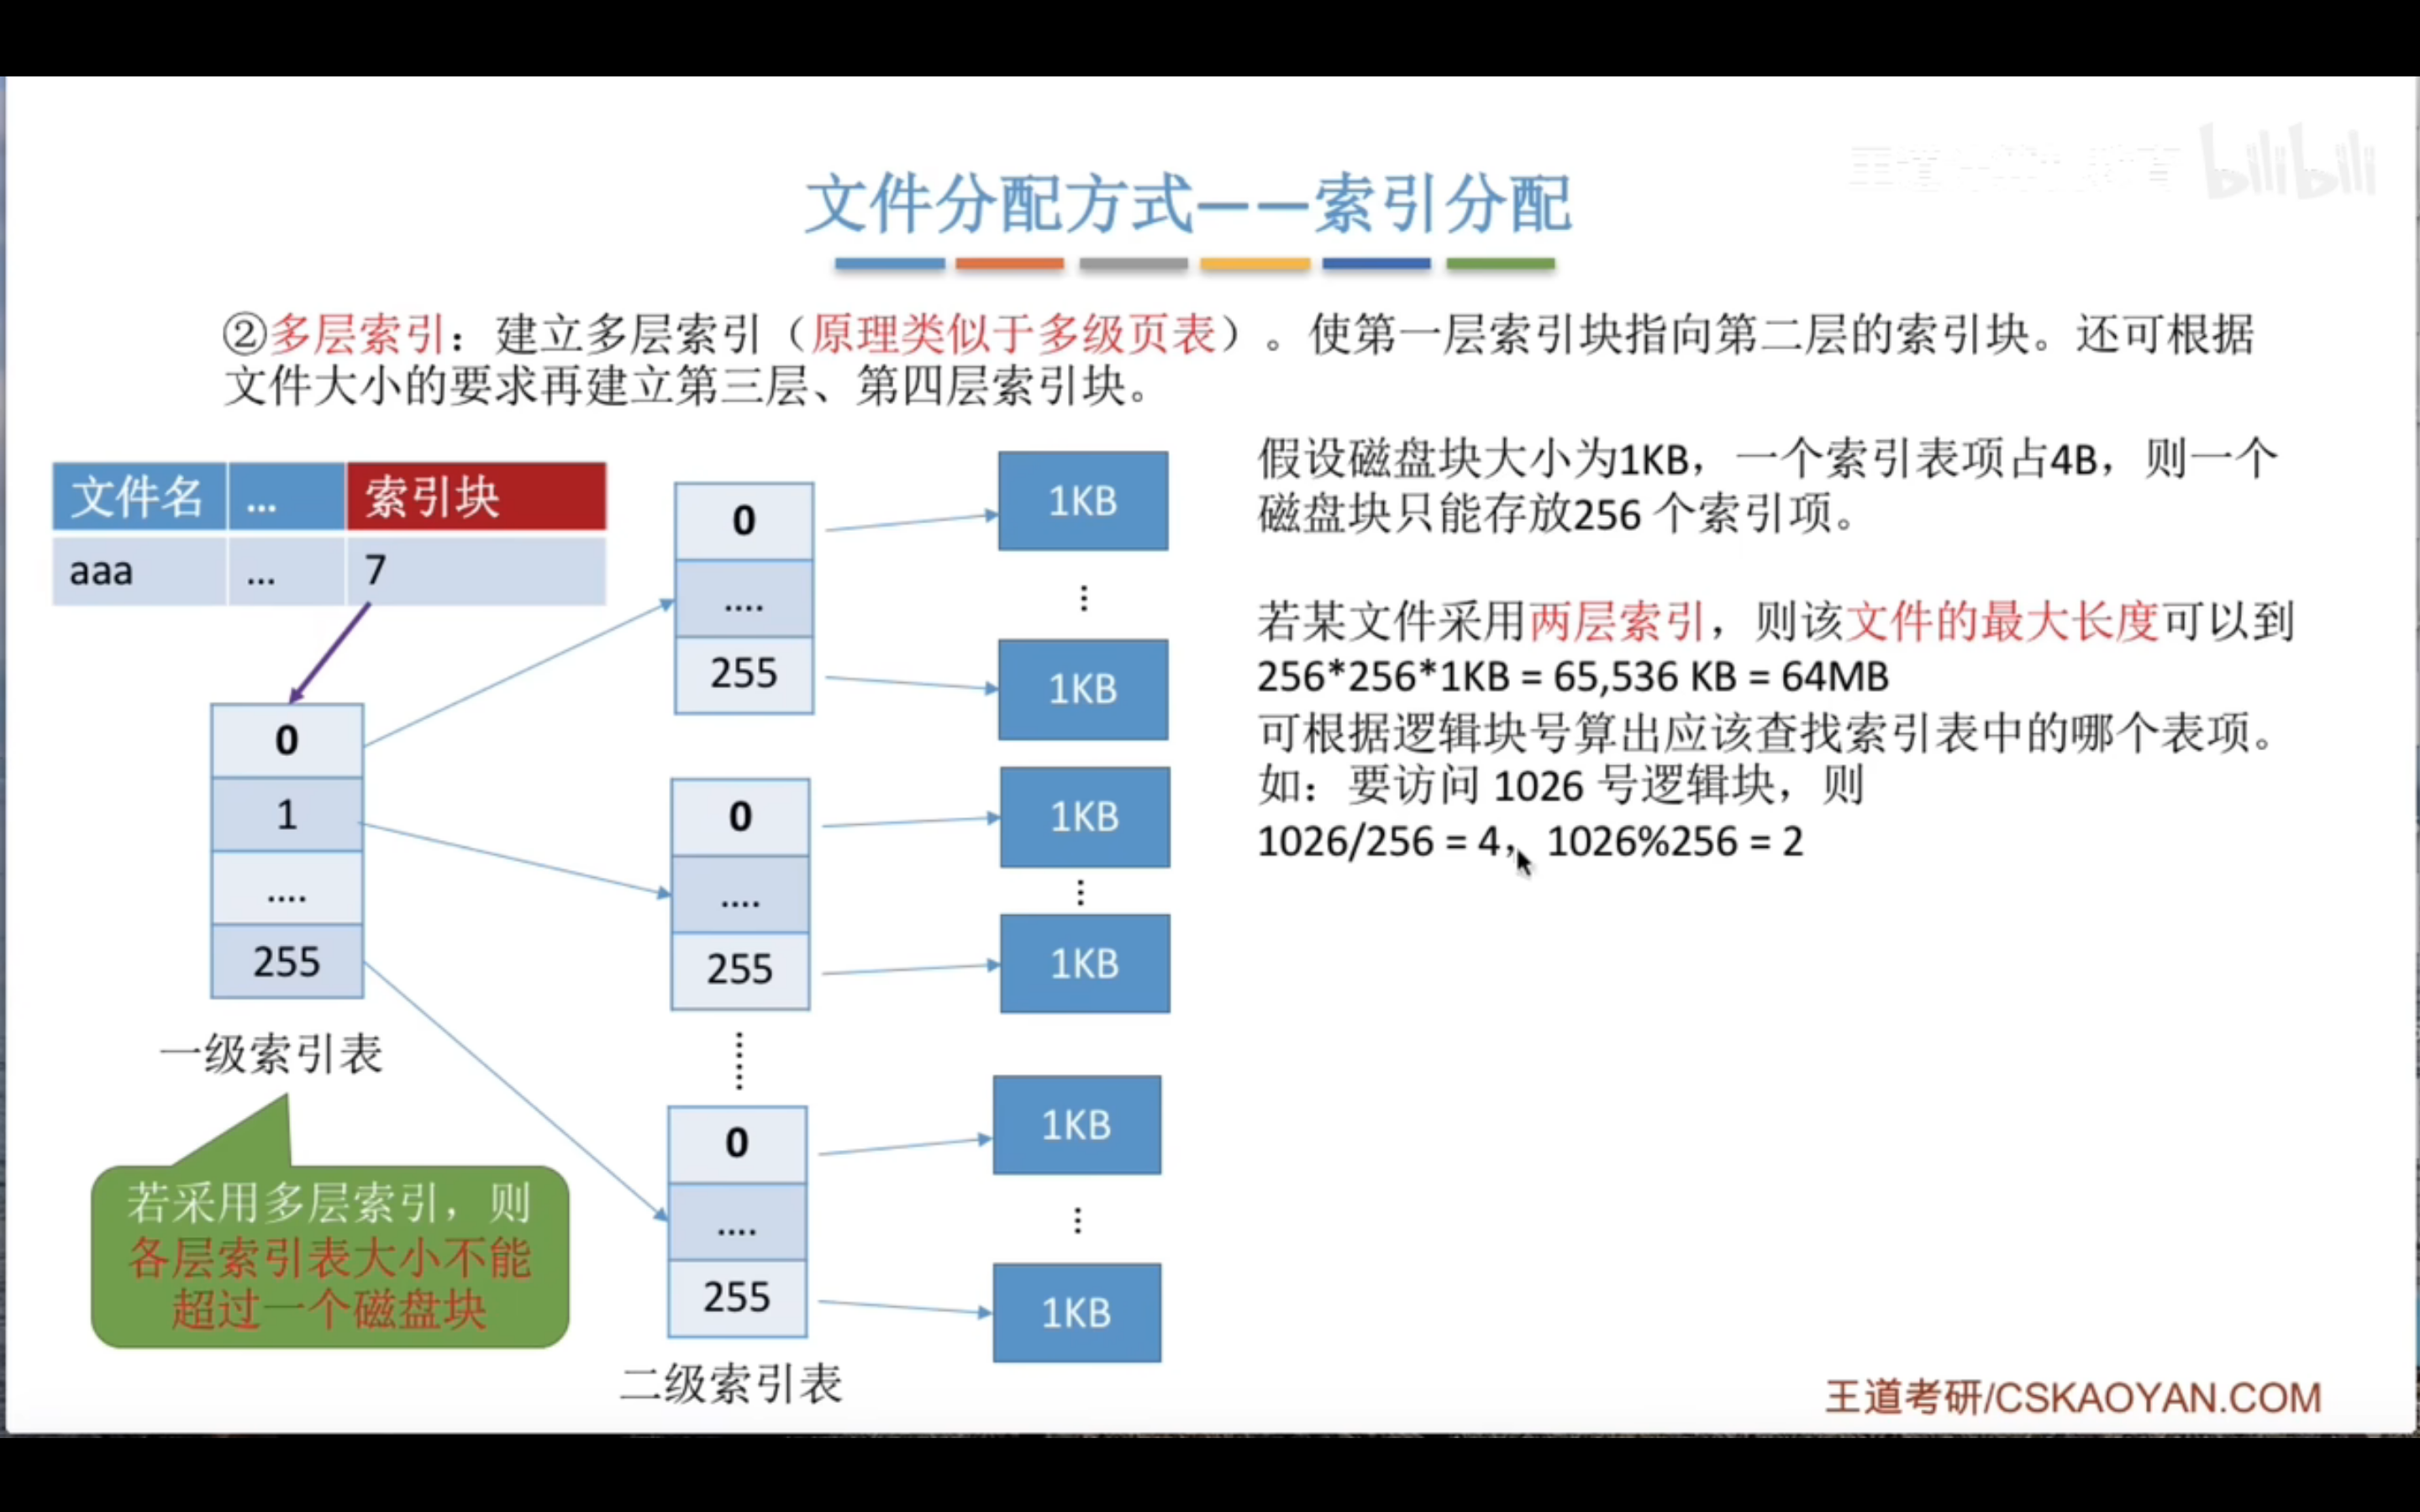 bilibili
文件分配方式——索引分配
②多层索引：建立多层索引（原理类似于多级页表）。使第一层索引块指向第二层的索引块。还可根据
文件大小的要求再建立第三层、第四层索引块。
文件名 ... 索引块
aaa ... 7
0
1
....
255
一级索引表
若采用多层索引，则
各层索引表大小不能
超过一个磁盘块
0
....
255
0
....
255
0
....
255
二级索引表
1KB
1KB
1KB
1KB
1KB
1KB
假设磁盘块大小为1KB，一个索引表项占4B，则一个
磁盘块只能存放256 个索引项。
若某文件采用两层索引，则该文件的最大长度可以到
256*256*1KB = 65,536 KB = 64MB
可根据逻辑块号算出应该查找索引表中的哪个表项。
如：要访问 1026 号逻辑块，则
1026/256 = 4， 1026%256 = 2
王道考研/CSKAOYAN.COM